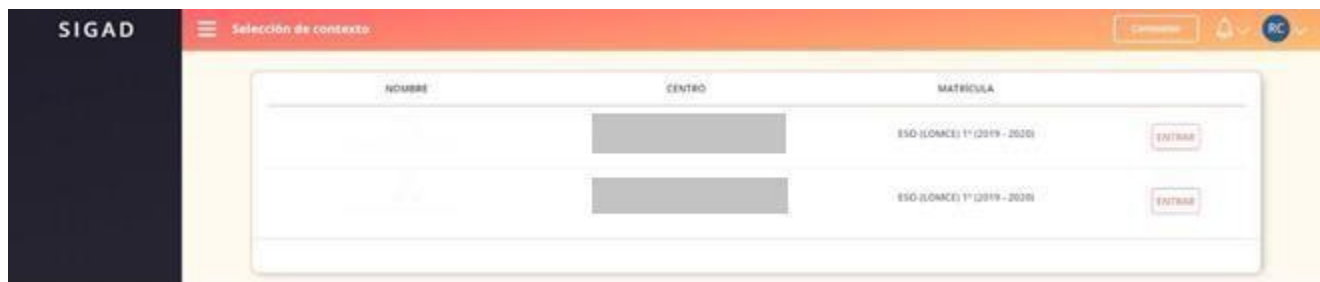 SIGAD
Selección de contexto
RC
NOMBRE CENTRO MATRÍCULA
ESO (LOMCE) 1º (2019 - 2020) ENTRAR
ESO (LOMCE) 1º (2019 - 2020) ENTRAR